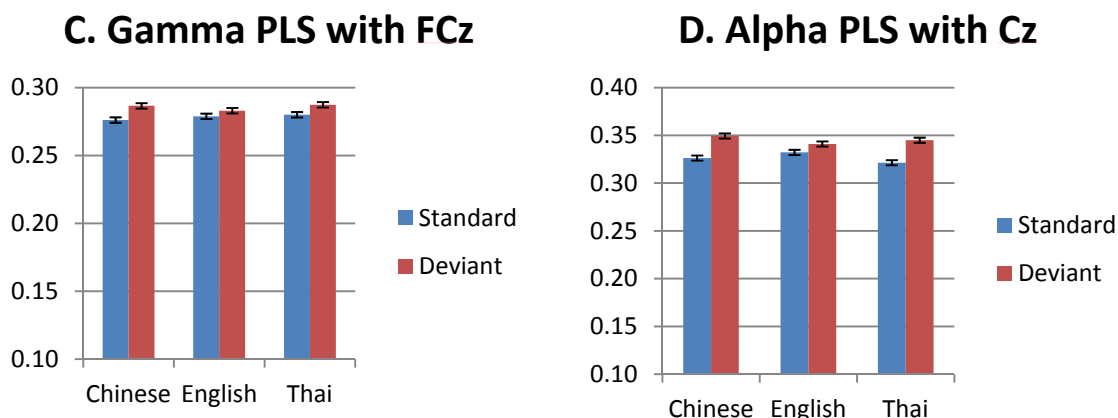 C. Gamma PLS with FCz
0.30
0.25
0.20
0.15
0.10
Chinese English Thai
Standard
Deviant
D. Alpha PLS with Cz
0.40
0.35
0.30
0.25
0.20
0.15
0.10
Chinese English Thai
Standard
Deviant